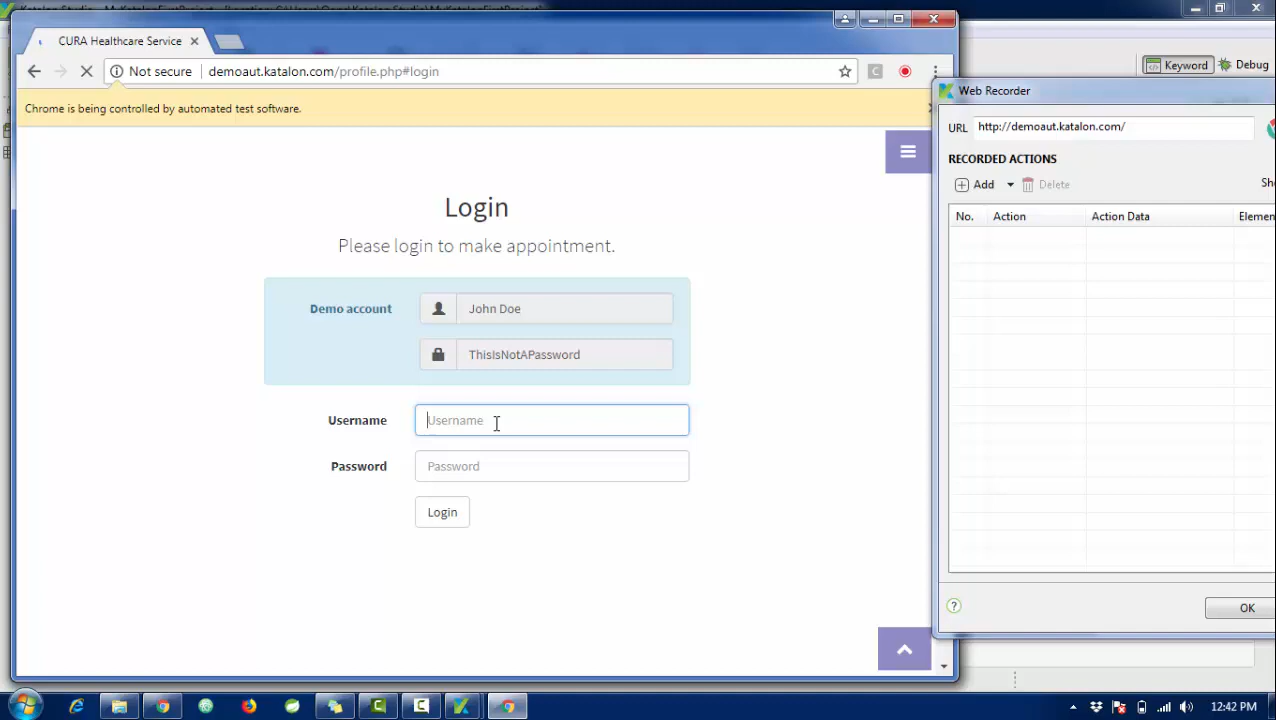 CURA Healthcare Service
Not secure
demoaut.katalon.com/profile.php#login
C
Chrome is being controlled by automated test software.
Login
Please login to make appointment.
Demo account
John Doe
ThisIsNotAPassword
Username
Username
Password
Password
Login
Keyword
Debug
Web Recorder
URL
http://demoaut.katalon.com/
RECORDED ACTIONS
Add
Delete
Sho
No.
Action
Action Data
Elemen
?
OK
12:42 PM